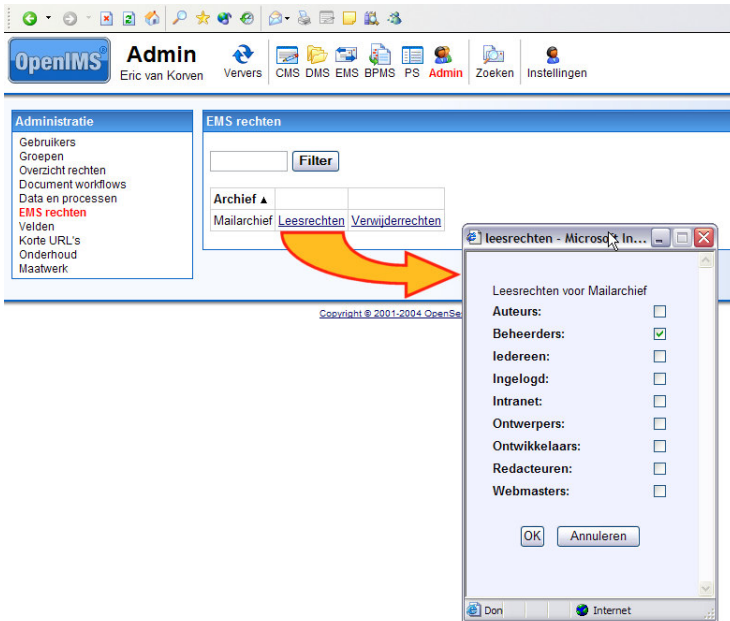 OpenIMS
Admin
Eric van Korven
Ververs
CMS DMS EMS BPMS PS Admin
Zoeken
Instellingen
Administratie
Gebruikers
Groepen
Overzicht rechten
Document workflows
Data en processen
EMS rechten
Velden
Korte URL's
Onderhoud
Maatwerk
EMS rechten
Filter
Archief ▲
Mailarchief Leesrechten Verwijderrechten
Copyright © 2001-2004 OpenSe
leesrechten - Microsoft In...
Leesrechten voor Mailarchief
Auteurs:
Beheerders:
Iedereen:
Ingelogd:
Intranet:
Ontwerpers:
Ontwikkelaars:
Redacteuren:
Webmasters:
OK Annuleren
Don Internet